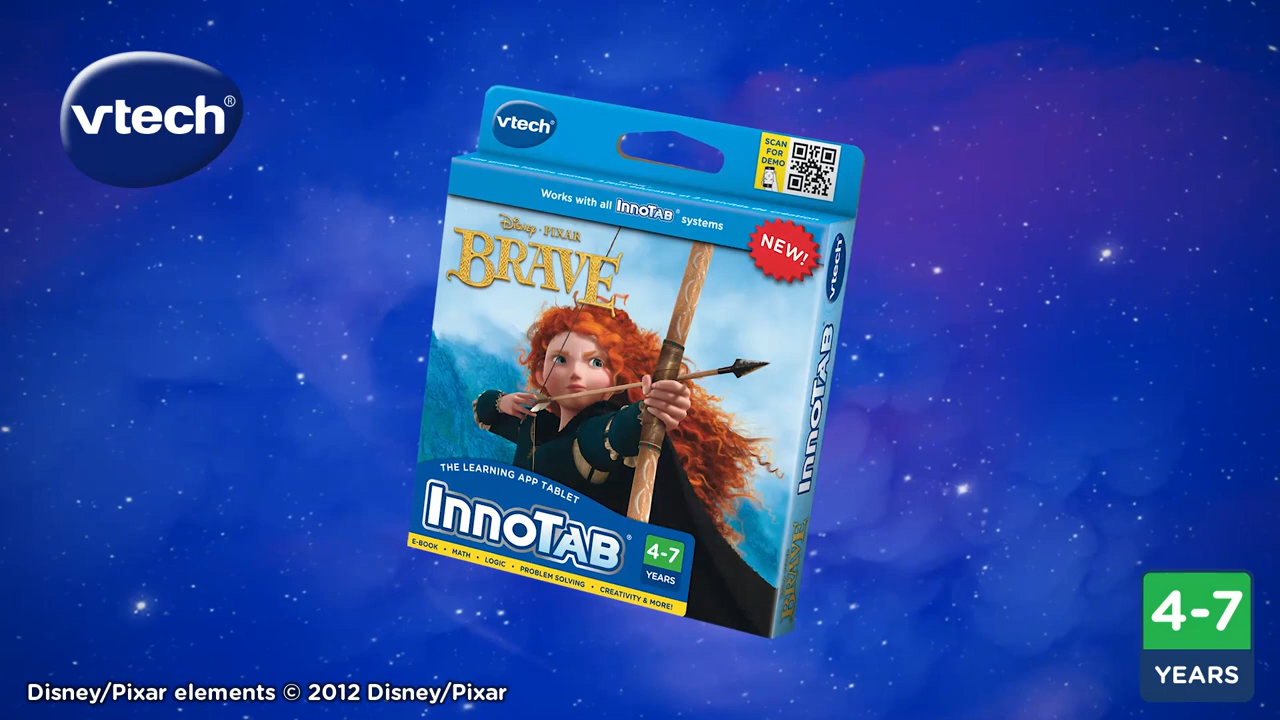 vtech®
vtech®
SCAN
FOR
DEMO
Works with all InnoTAB® systems
NEW!
Disney · PIXAR
BRAVE
vtech
InnoTAB
BRAVE
THE LEARNING APP TABLET
InnoTAB®
4-7
YEARS
E-BOOK • MATH • LOGIC • PROBLEM SOLVING • CREATIVITY & MORE!
4-7
YEARS
Disney/Pixar elements © 2012 Disney/Pixar